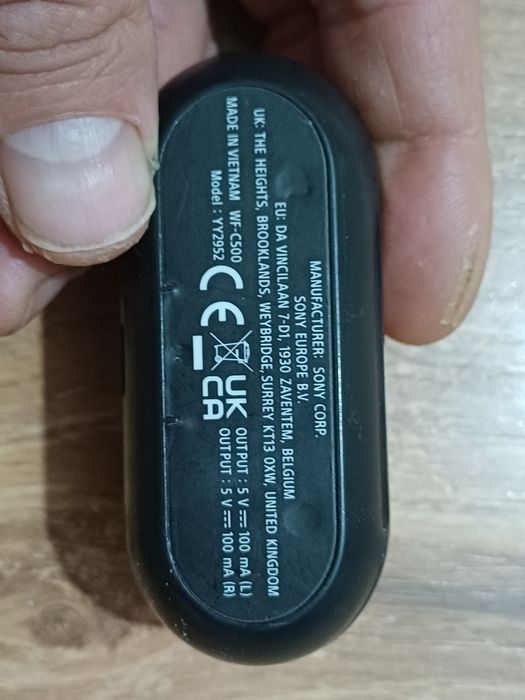 MANUFACTURER: SONY CORP.
SONY EUROPE B.V.
EU: DA VINCILAAN 7-D1, 1930 ZAVENTEM, BELGIUM
UK: THE HEIGHTS, BROOKLANDS, WEYBRIDGE, SURREY KT13 0XW, UNITED KINGDOM
MADE IN VIETNAM WF-C500
Model : YY2952
CE
UK
CA
OUTPUT : 5 V ⎓ 100 mA (L)
OUTPUT : 5 V ⎓ 100 mA (R)